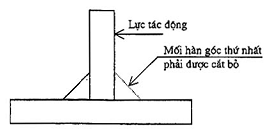 Lực tác động
Mối hàn góc thứ nhất
phải được cắt bỏ